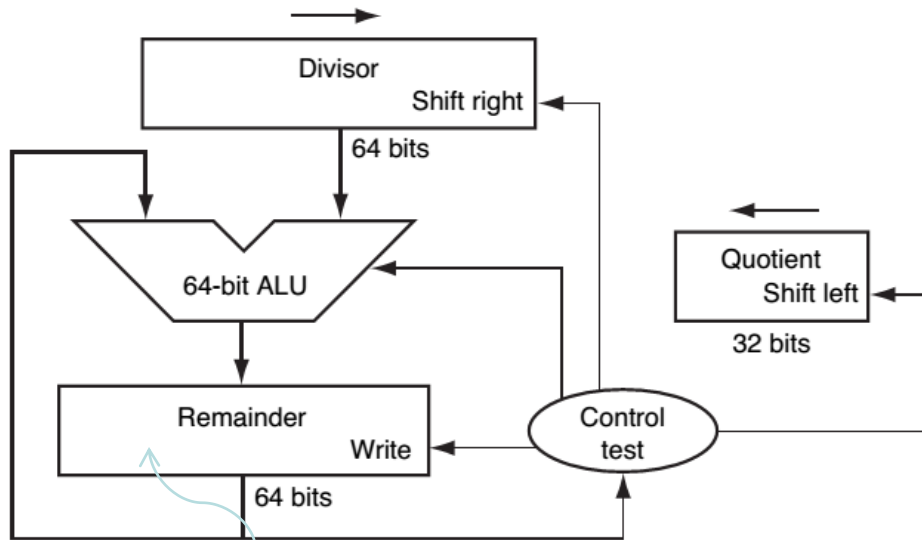 Divisor
Shift right
64 bits
64-bit ALU
Quotient
Shift left
32 bits
Remainder
Write
64 bits
Control
test